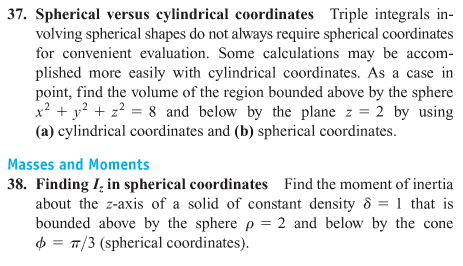 37. Spherical versus cylindrical coordinates Triple integrals in-
volving spherical shapes do not always require spherical coordinates
for convenient evaluation. Some calculations may be accom-
plished more easily with cylindrical coordinates. As a case in
point, find the volume of the region bounded above by the sphere
x² + y² + z² = 8 and below by the plane z = 2 by using
(a) cylindrical coordinates and (b) spherical coordinates.
Masses and Moments
38. Finding I_z in spherical coordinates Find the moment of inertia
about the z-axis of a solid of constant density δ = 1 that is
bounded above by the sphere ρ = 2 and below by the cone
ϕ = π/3 (spherical coordinates).